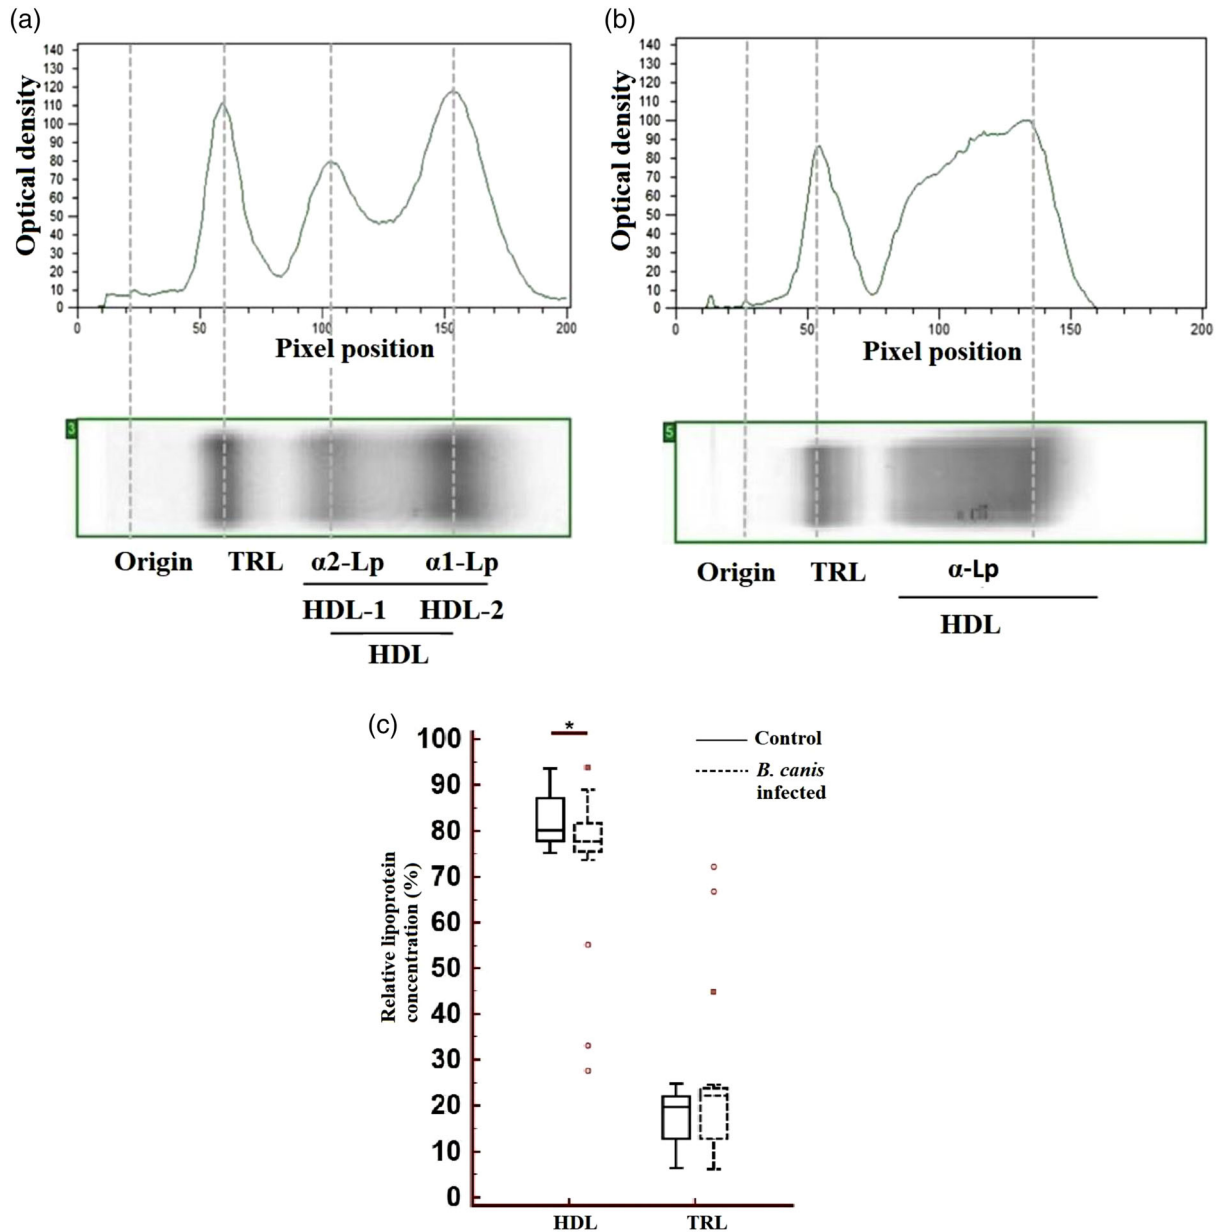 (a)
140
130
120
110
100
90
80
70
60
50
40
30
20
10
0
Optical density
0 50 100 150 200
Pixel position
3
Origin TRL α2-Lp α1-Lp
HDL-1 HDL-2
HDL
(b)
140
130
120
110
100
90
80
70
60
50
40
30
20
10
0
Optical density
0 50 100 150 200
Pixel position
5
Origin TRL α-Lp
HDL
(c)
100
90
80
70
60
50
40
30
20
10
0
Relative lipoprotein
concentration (%)
*
Control
B. canis
infected
HDL TRL